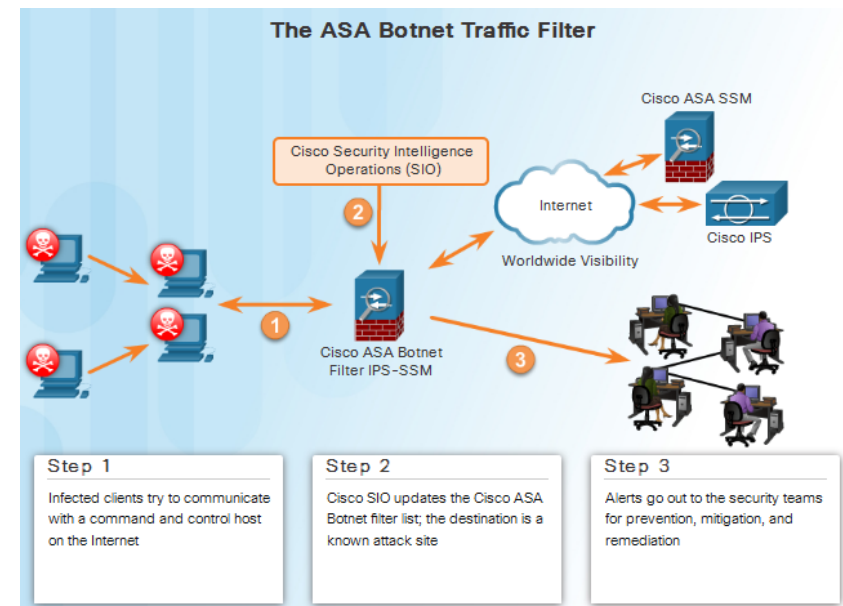 The ASA Botnet Traffic Filter
Cisco ASA SSM
Cisco Security Intelligence
Operations (SIO)
2
Internet
Cisco IPS
Worldwide Visibility
1
Cisco ASA Botnet
Filter IPS-SSM
3
Step 1
Infected clients try to communicate
with a command and control host
on the Internet
Step 2
Cisco SIO updates the Cisco ASA
Botnet filter list; the destination is a
known attack site
Step 3
Alerts go out to the security teams
for prevention, mitigation, and
remediation